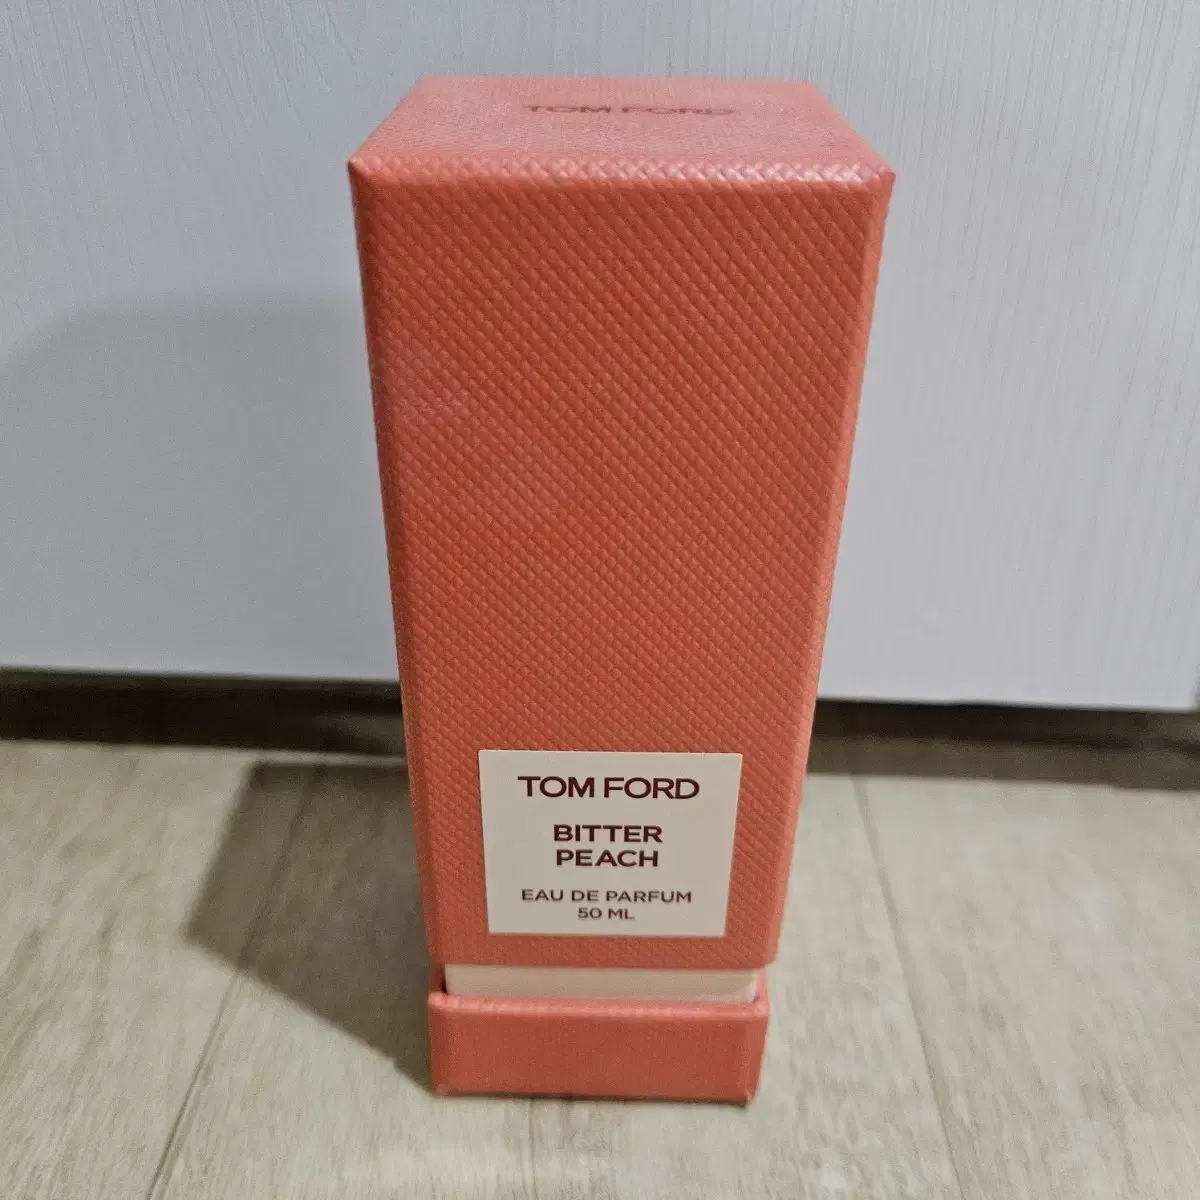 TOM FORD
TOM FORD
BITTER
PEACH
EAU DE PARFUM
50 ML